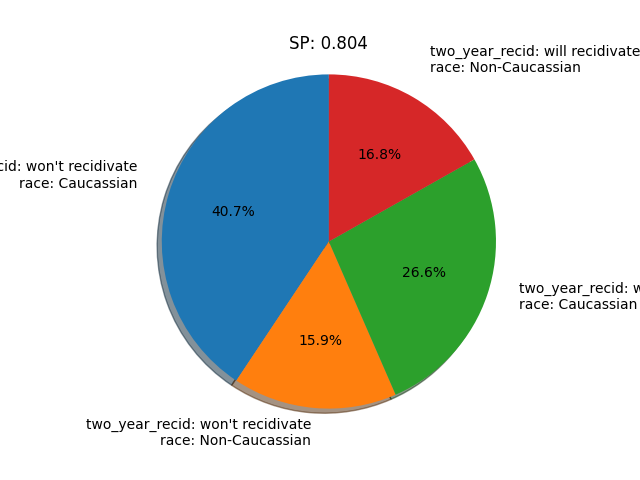 SP: 0.804
two_year_recid: will recidivate
race: Non-Caucassian
16.8%
won't recidivate
race: Caucassian
40.7%
26.6%
two_year_recid:
race: Caucassian
15.9%
two_year_recid: won't recidivate
race: Non-Caucassian